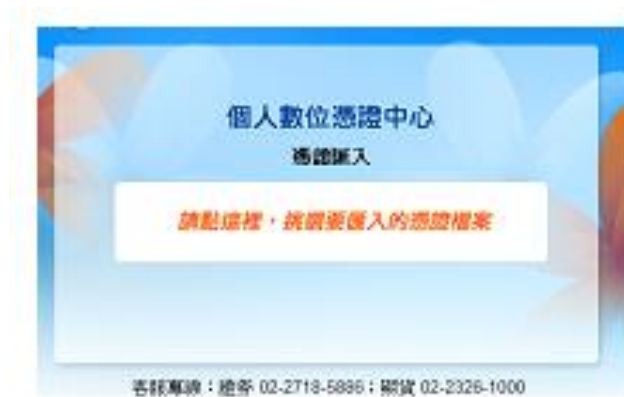 個人數位憑證中心
憑證匯入
請點這裡，挑選要匯入的憑證檔案
客服專線：證券 02-2718-5886；期貨 02-2326-1000